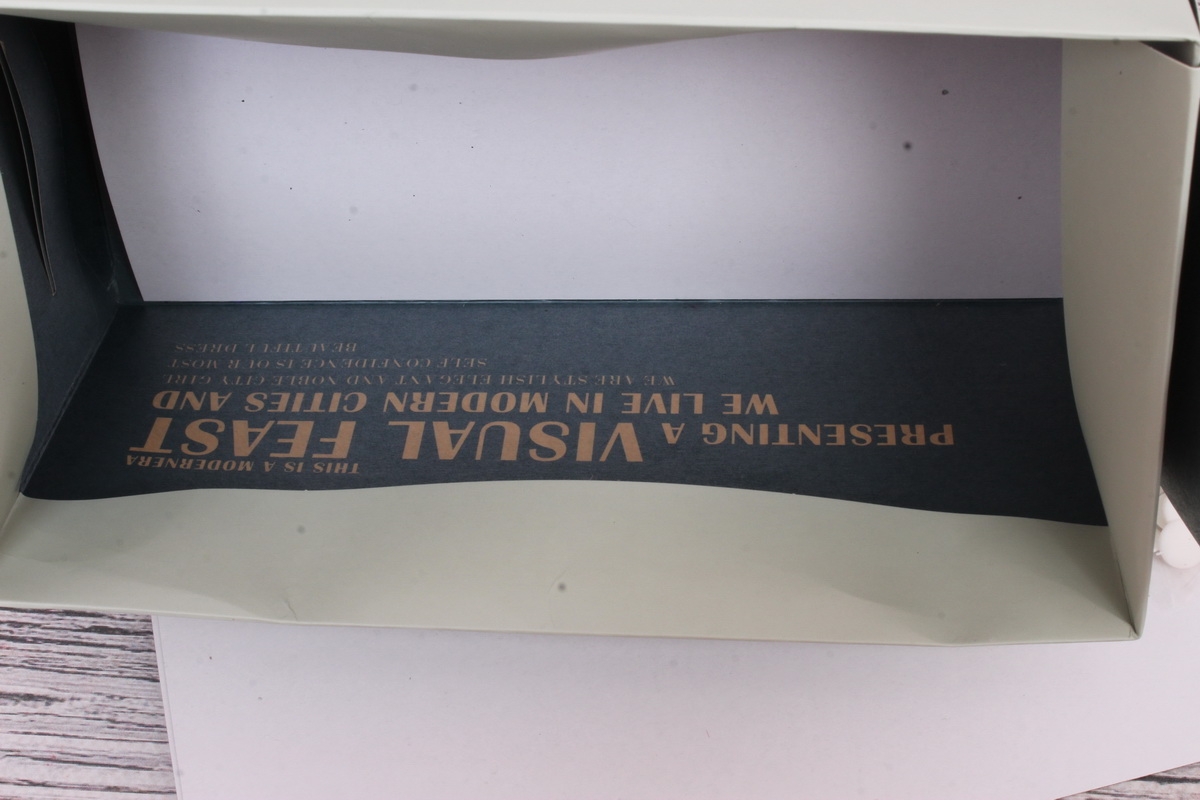 THIS IS A MODERNERA
PRESENTING A VISUAL FEAST
WE LIVE IN MODERN CITIES AND
WE ARE STYLISH ELEGANT AND NOBLE CITY GIRL
SELF CONFIDENCE IS OUR MOST
BEAUTIFUL DRESS